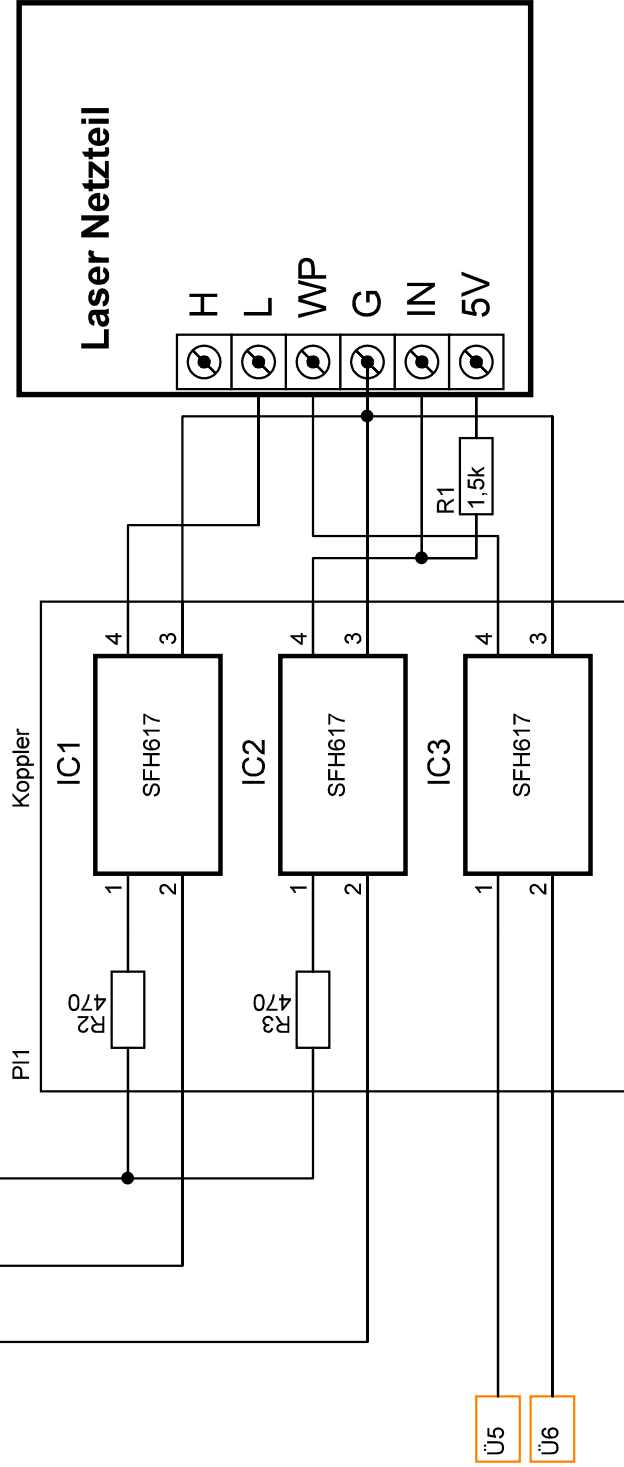 Laser Netzteil
H
L
WP
G
IN
5V
R1
1,5k
Koppler
PI1
IC1
SFH617
4
3
1
2
IC2
SFH617
4
3
1
2
IC3
SFH617
4
3
1
2
R2
470
R3
470
Ü5
Ü6